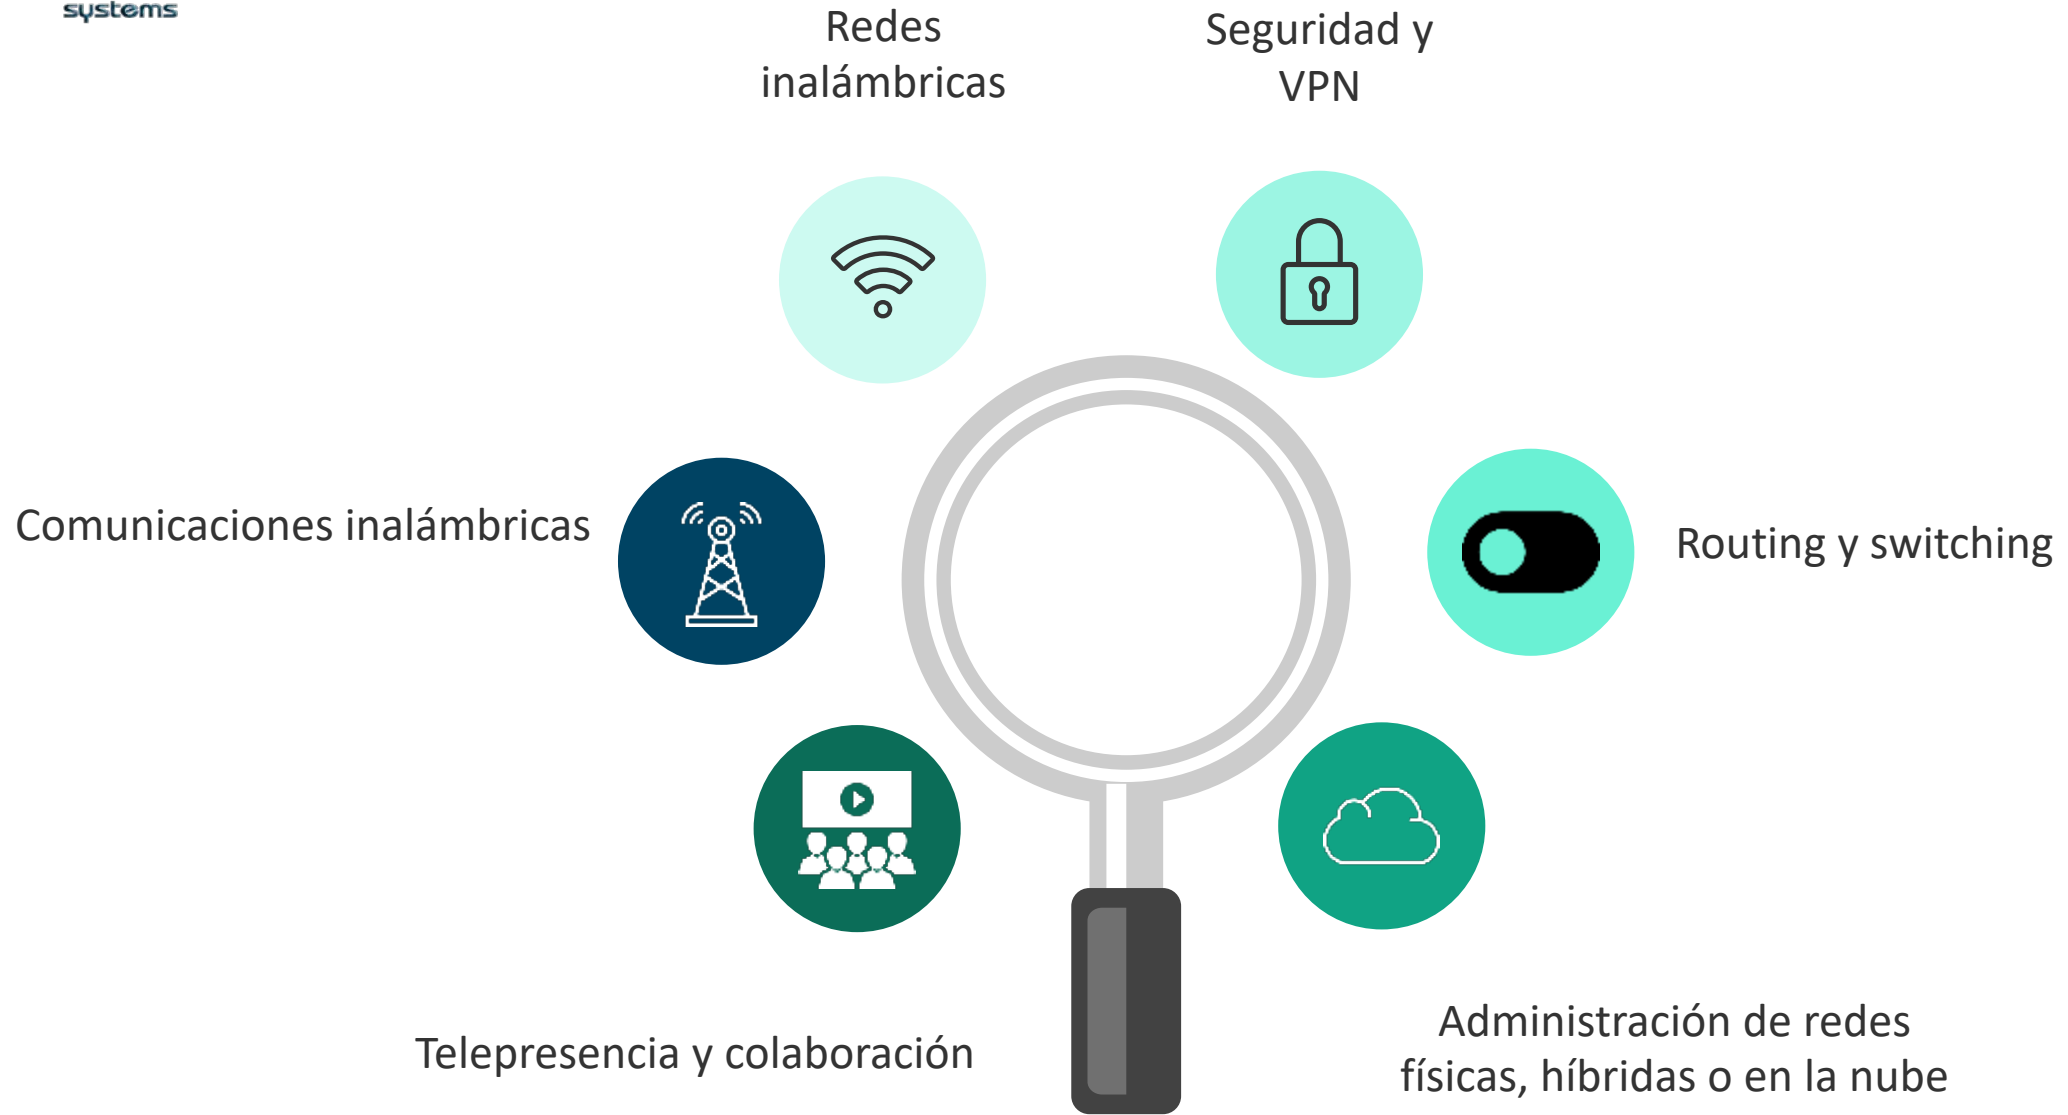 systems
Redes
inalámbricas
Seguridad y
VPN
Comunicaciones inalámbricas
Routing y switching
Telepresencia y colaboración
Administración de redes
físicas, híbridas o en la nube